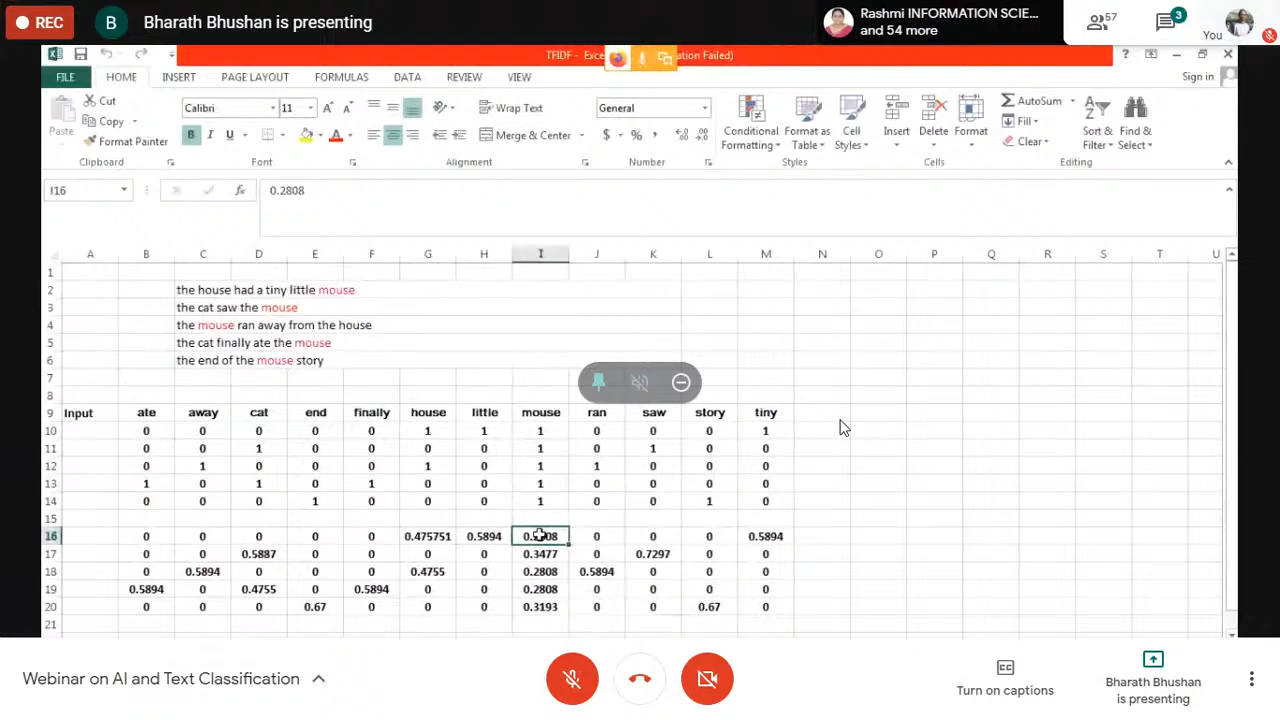 REC
B
Bharath Bhushan is presenting
Rashmi INFORMATION SCIE...
and 54 more
57
3
You
TFIDF - Exce
ation Failed)
?
FILE HOME INSERT PAGE LAYOUT FORMULAS DATA REVIEW VIEW
Sign in
Paste
Cut
Copy
Format Painter
Clipboard
Calibri 11
B I U
Font
Wrap Text
Merge & Center
Alignment
General
$ % ,
Number
Conditional Formatting
Format as Table
Cell Styles
Styles
Insert
Delete
Format
Cells
AutoSum
Fill
Clear
Sort & Filter
Find & Select
Editing
I16 fx 0.2808
A B C D E F G H I J K L M N O P Q R S T U
1
2 the house had a tiny little mouse
3 the cat saw the mouse
4 the mouse ran away from the house
5 the cat finally ate the mouse
6 the end of the mouse story
7
8
9 Input ate away cat end finally house little mouse ran saw story tiny
10 0 0 0 0 0 1 1 1 0 0 0 1
11 0 0 1 0 0 0 0 1 0 1 0 0
12 0 1 0 0 0 1 0 1 1 0 0 0
13 1 0 1 0 1 0 0 1 0 0 0 0
14 0 0 0 1 0 0 0 1 0 0 1 0
15
16 0 0 0 0 0 0.475751 0.5894 0.2808 0 0 0 0.5894
17 0 0 0.5887 0 0 0 0 0.3477 0 0.7297 0 0
18 0 0.5894 0 0 0 0.4755 0 0.2808 0.5894 0 0 0
19 0.5894 0 0.4755 0 0.5894 0 0 0.2808 0 0 0 0
20 0 0 0 0.67 0 0 0 0.3193 0 0 0.67 0
21
Webinar on AI and Text Classification
Turn on captions
Bharath Bhushan
is presenting